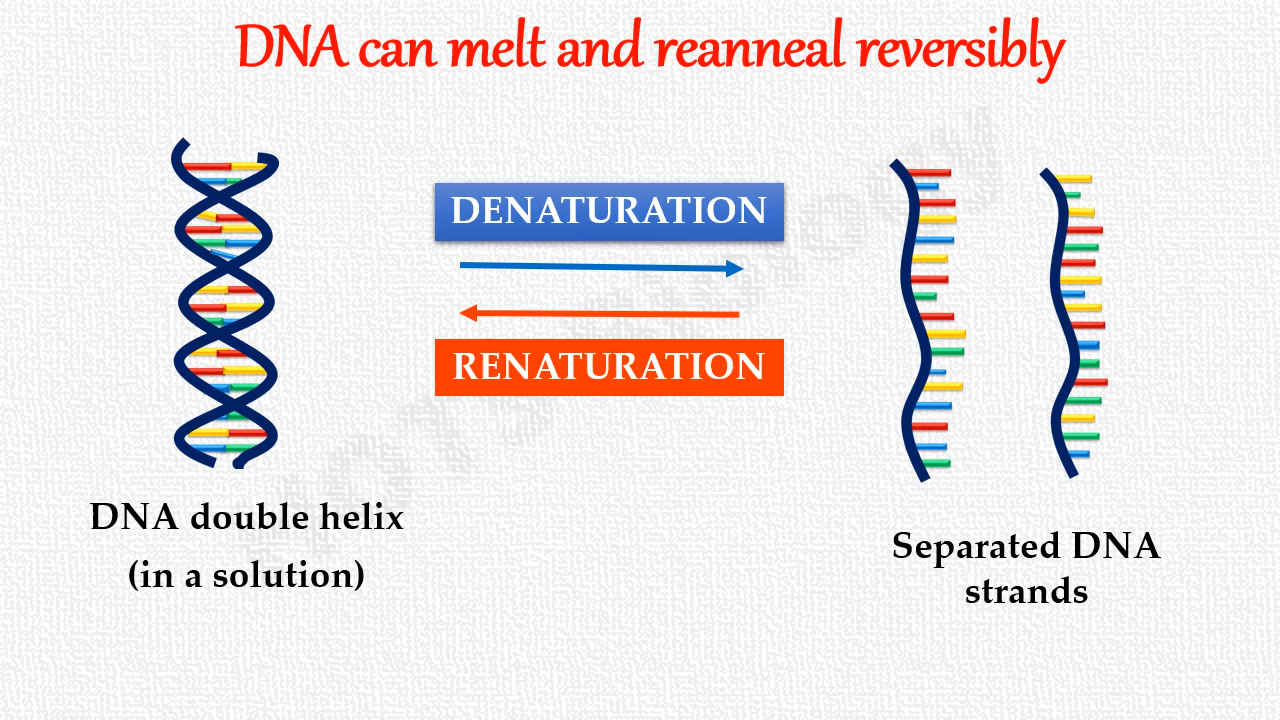 DNA can melt and reanneal reversibly
DENATURATION
RENATURATION
DNA double helix
(in a solution)
Separated DNA
strands